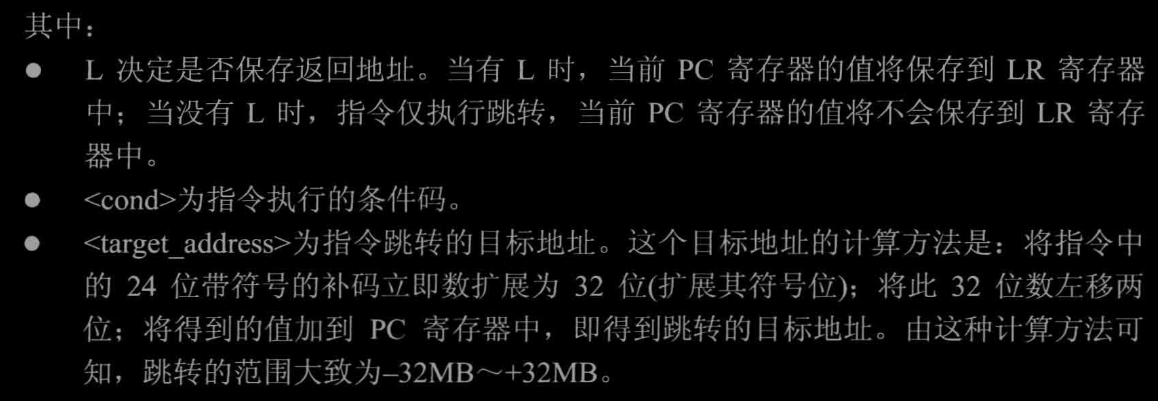 其中：
● L 决定是否保存返回地址。当有 L 时，当前 PC 寄存器的值将保存到 LR 寄存器
中；当没有 L 时，指令仅执行跳转，当前 PC 寄存器的值将不会保存到 LR 寄存
器中。
● <cond>为指令执行的条件码。
● <target_address>为指令跳转的目标地址。这个目标地址的计算方法是：将指令中
的 24 位带符号的补码立即数扩展为 32 位(扩展其符号位)；将此 32 位数左移两
位；将得到的值加到 PC 寄存器中，即得到跳转的目标地址。由这种计算方法可
知，跳转的范围大致为–32MB～+32MB。